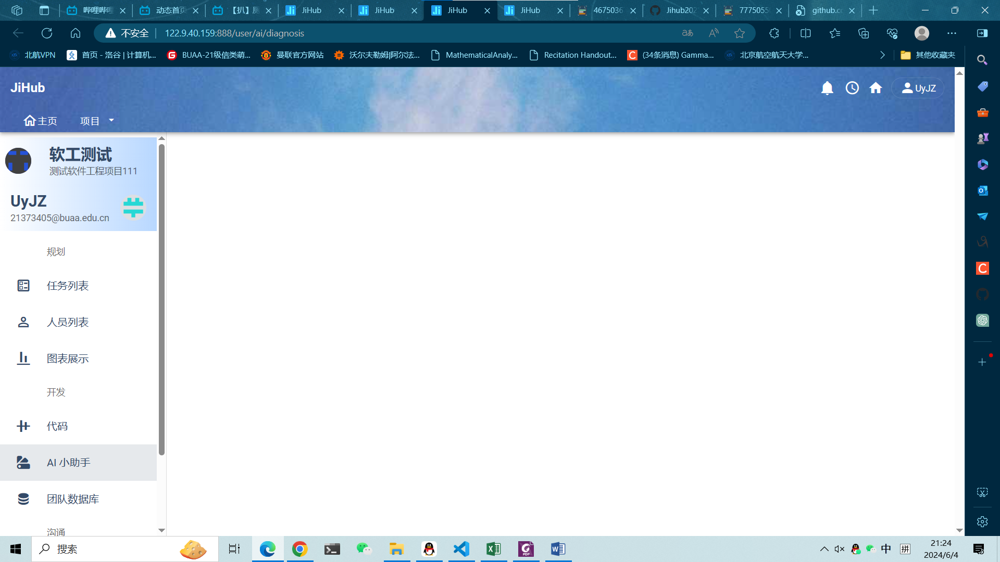 哔哩哔哩
动态首页
【扒】
JiHub
JiHub
JiHub
JiHub
4675036
Jihub202
7775055
github.co
不安全
122.9.40.159:888/user/ai/diagnosis
北航VPN
首页 - 洛谷 | 计算机...
BUAA-21级信类萌...
曼联官方网站
沃尔夫勒姆|阿尔法...
MathematicalAnaly...
Recitation Handout...
(34条消息) Gamma...
北京航空航天大学...
其他收藏夹
JiHub
UyJZ
主页
项目
软工测试
测试软件工程项目111
UyJZ
21373405@buaa.edu.cn
规划
任务列表
人员列表
图表展示
开发
代码
AI 小助手
团队数据库
沟通
搜索
中
拼
21:24
2024/6/4